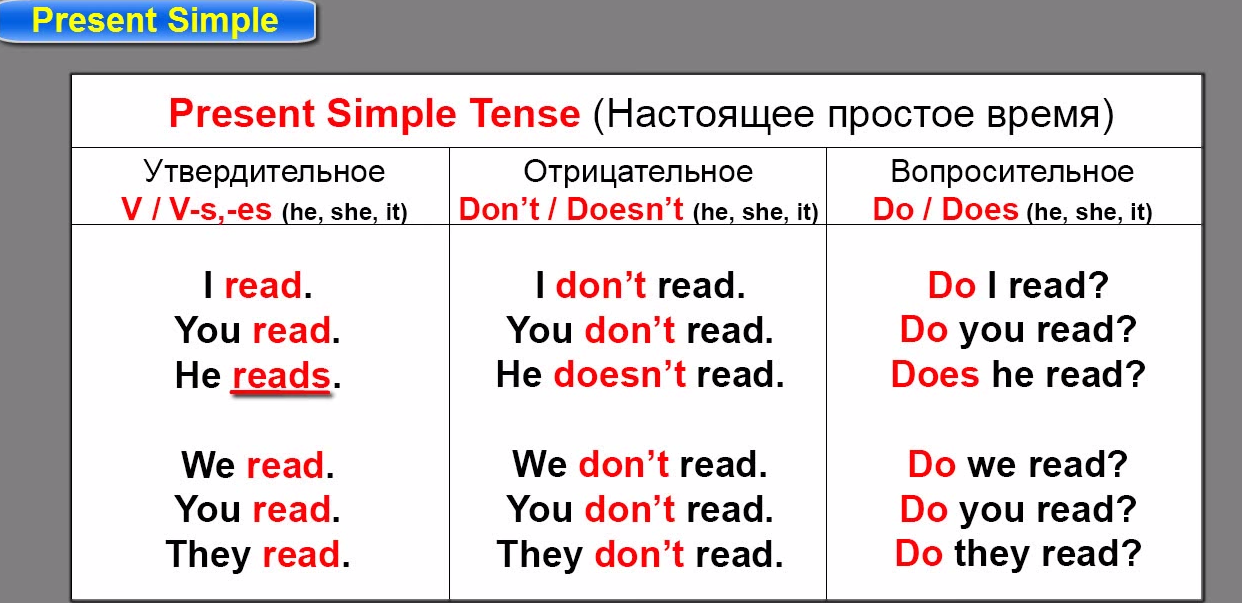 Present Simple
Present Simple Tense (Настоящее простое время)
Утвердительное
V / V-s,-es (he, she, it)
Отрицательное
Don't / Doesn't (he, she, it)
Вопросительное
Do / Does (he, she, it)
I read.
You read.
He reads.
We read.
You read.
They read.
I don't read.
You don't read.
He doesn't read.
We don't read.
You don't read.
They don't read.
Do I read?
Do you read?
Does he read?
Do we read?
Do you read?
Do they read?